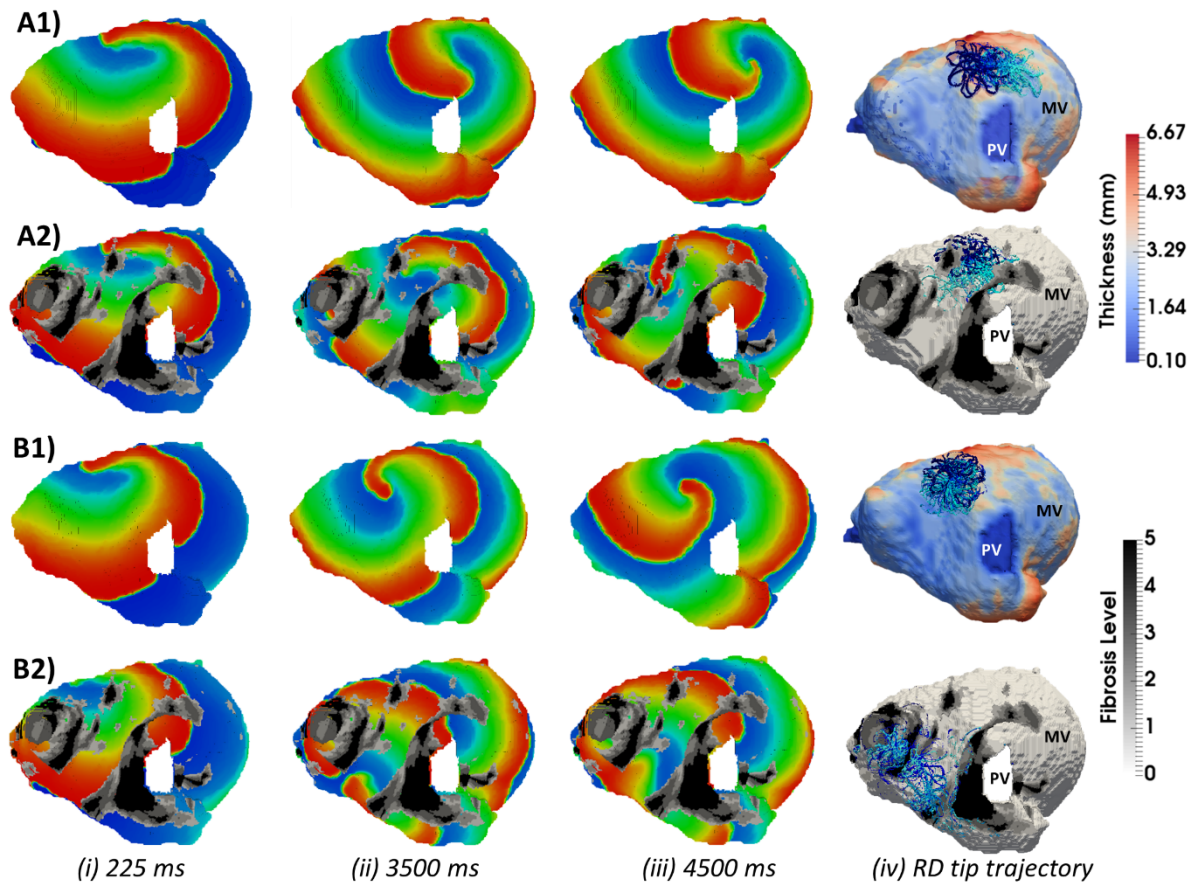 A1)
MV
PV
6.67
4.93
3.29
1.64
0.10
Thickness (mm)
A2)
MV
PV
B1)
MV
PV
5
4
3
2
1
0
Fibrosis Level
B2)
MV
PV
(i) 225 ms
(ii) 3500 ms
(iii) 4500 ms
(iv) RD tip trajectory